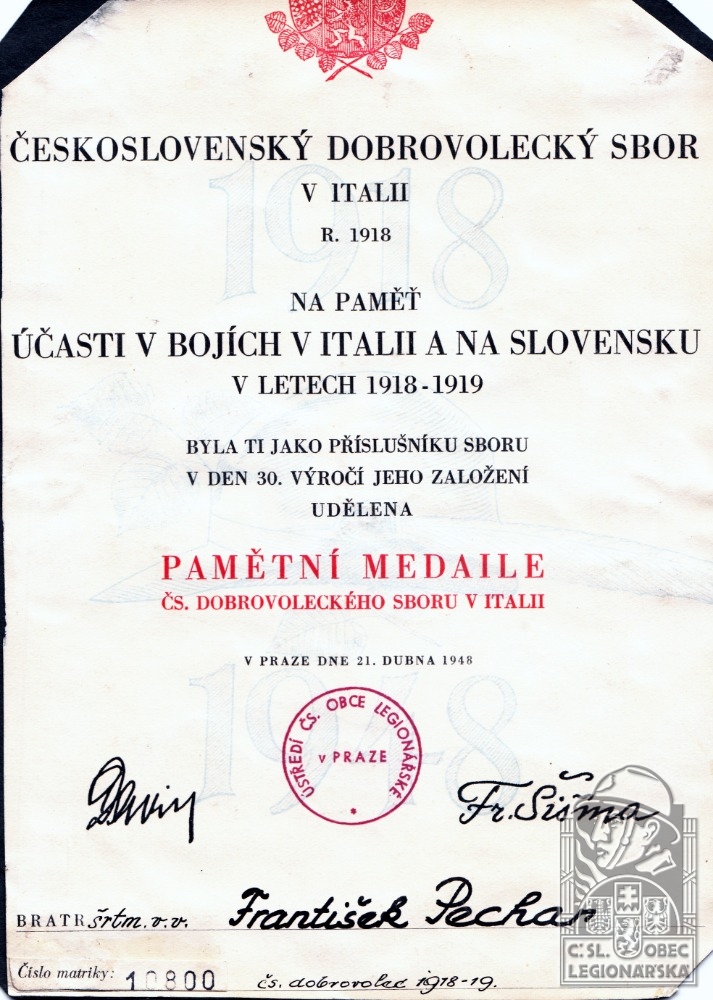 ČESKOSLOVENSKÝ DOBROVOLECKÝ SBOR
V ITALII
R. 1918
1918
NA PAMĚŤ
ÚČASTI V BOJÍCH V ITALII A NA SLOVENSKU
V LETECH 1918-1919
BYLA TI JAKO PŘÍSLUŠNÍKU SBORU
V DEN 30. VÝROČÍ JEHO ZALOŽENÍ
UDĚLENA
PAMĚTNÍ MEDAILE
ČS. DOBROVOLECKÉHO SBORU V ITALII
V PRAZE DNE 21. DUBNA 1948
1948
ÚSTŘEDÍ ČS. OBCE LEGIONÁŘSKÉ
V PRAZE
Fr. Šišma
BRATR šrtm. v.v. František Pechar
Číslo matriky: 10800 čs. dobrovolec 1918-19.
Č.SL. OBEC
LEGIONÁŘSKÁ